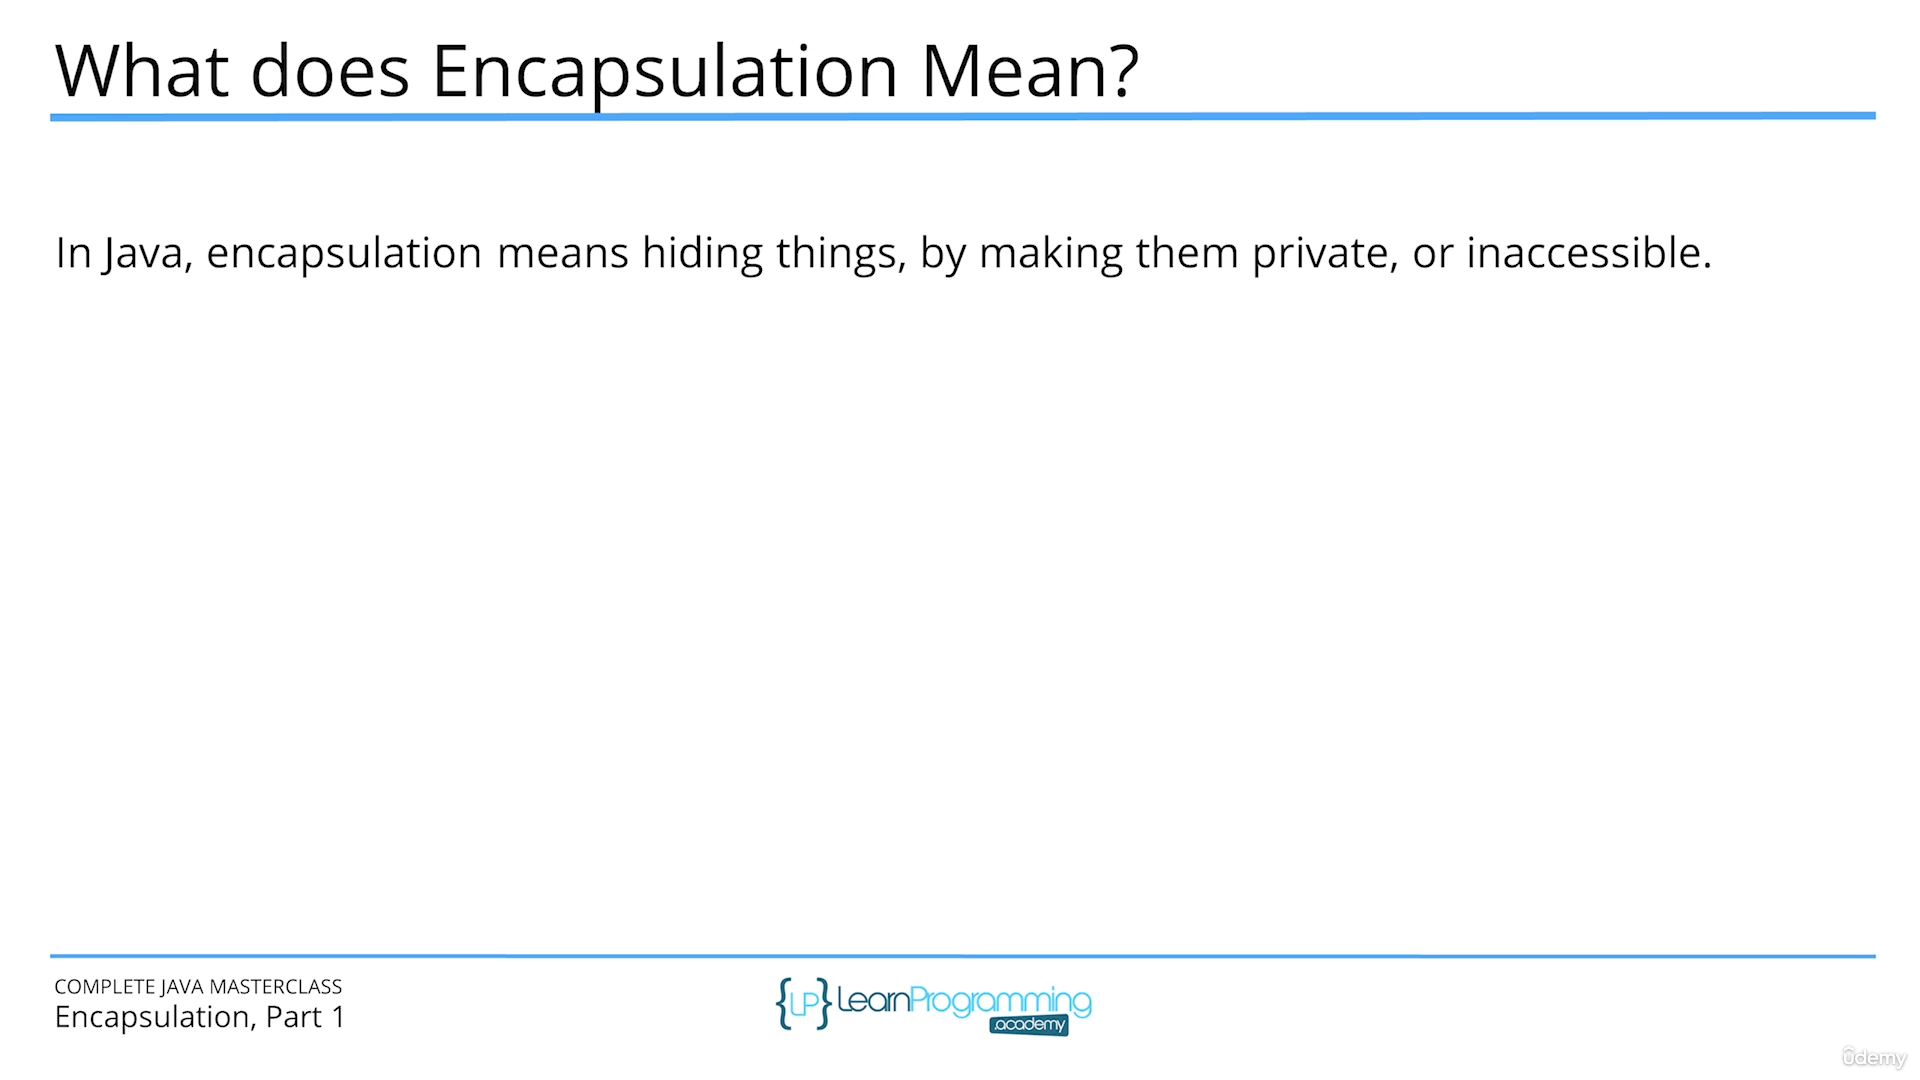 What does Encapsulation Mean?
In Java, encapsulation means hiding things, by making them private, or inaccessible.
COMPLETE JAVA MASTERCLASS
Encapsulation, Part 1
{LP} LearnProgramming
.academy
ûdemy